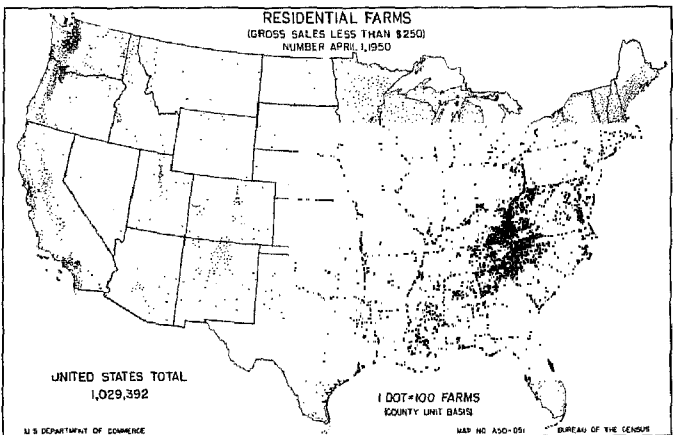 RESIDENTIAL FARMS
(GROSS SALES LESS THAN $250)
NUMBER APRIL 1, 1950
UNITED STATES TOTAL
1,029,392
1 DOT=100 FARMS
(COUNTY UNIT BASIS)
U.S DEPARTMENT OF COMMERCE
MAP NO A50-051
BUREAU OF THE CENSUS